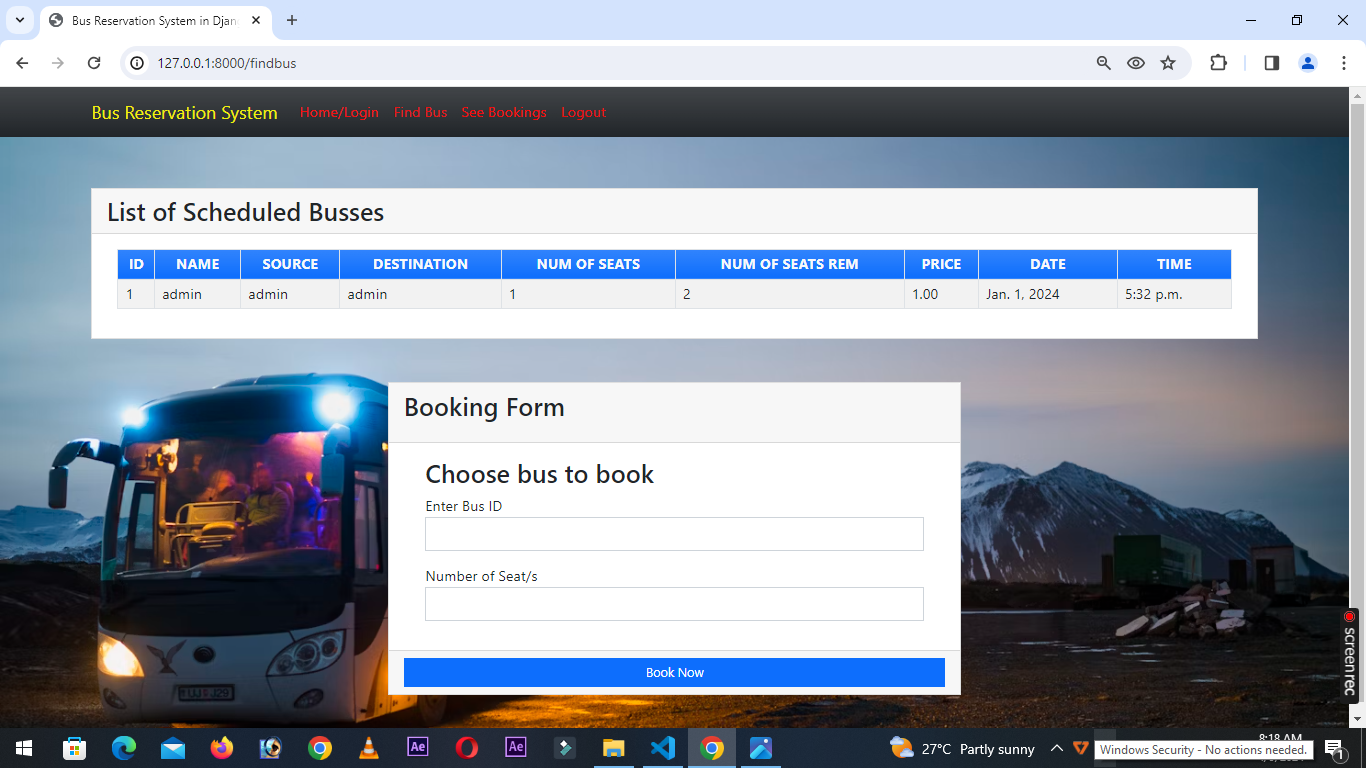 Bus Reservation System in Djan
127.0.0.1:8000/findbus
Bus Reservation System Home/Login Find Bus See Bookings Logout
List of Scheduled Busses
ID NAME SOURCE DESTINATION NUM OF SEATS NUM OF SEATS REM PRICE DATE TIME
1 admin admin admin 1 2 1.00 Jan. 1, 2024 5:32 p.m.
Booking Form
Choose bus to book
Enter Bus ID
Number of Seat/s
Book Now
UJ J29
screenrec
Ae
Ae
27°C Partly sunny
8:18 AM
Windows Security - No actions needed.
1